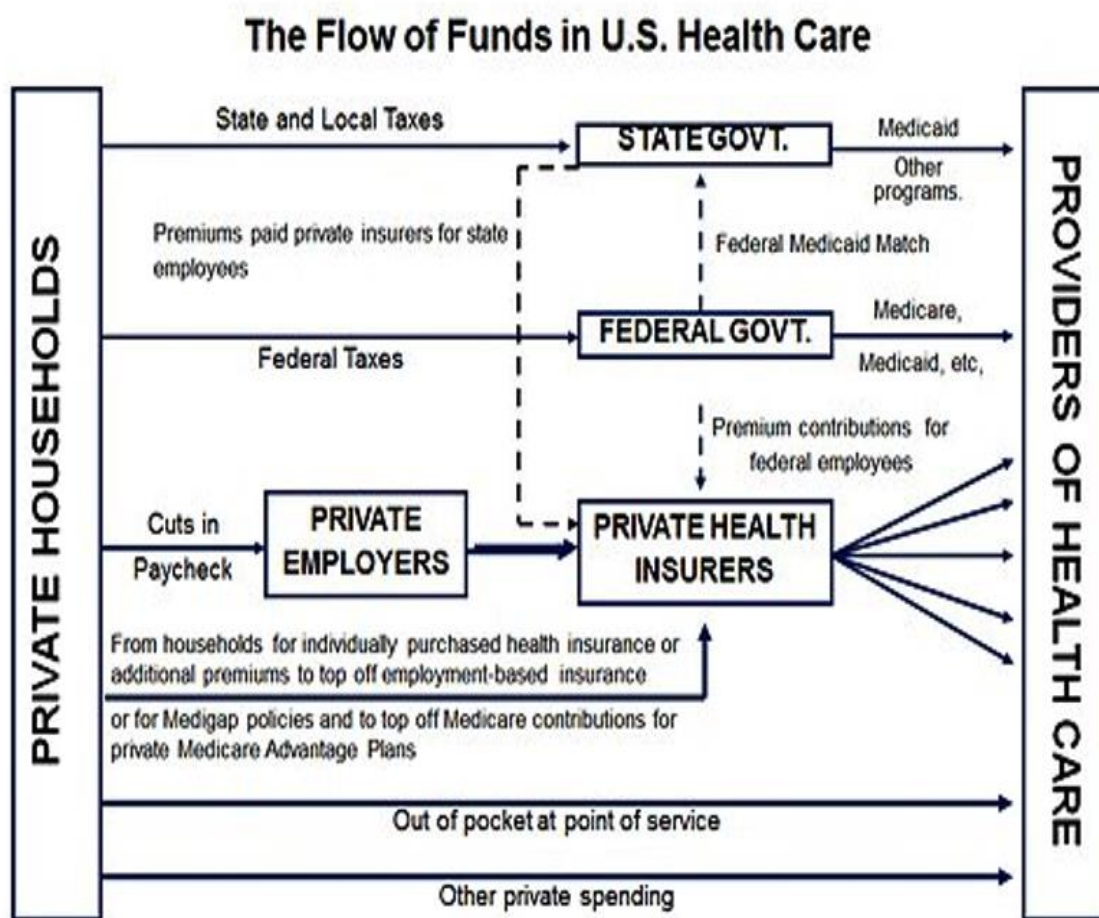 The Flow of Funds in U.S. Health Care
PRIVATE HOUSEHOLDS
State and Local Taxes
STATE GOVT.
Medicaid
Other
programs.
Premiums paid private insurers for state
employees
Federal Medicaid Match
Federal Taxes
FEDERAL GOVT.
Medicare,
Medicaid, etc,
Premium contributions for
federal employees
Cuts in
Paycheck
PRIVATE
EMPLOYERS
PRIVATE HEALTH
INSURERS
From households for individually purchased health insurance or
additional premiums to top off employment-based insurance
or for Medigap policies and to top off Medicare contributions for
private Medicare Advantage Plans
Out of pocket at point of service
Other private spending
PROVIDERS OF HEALTH CARE